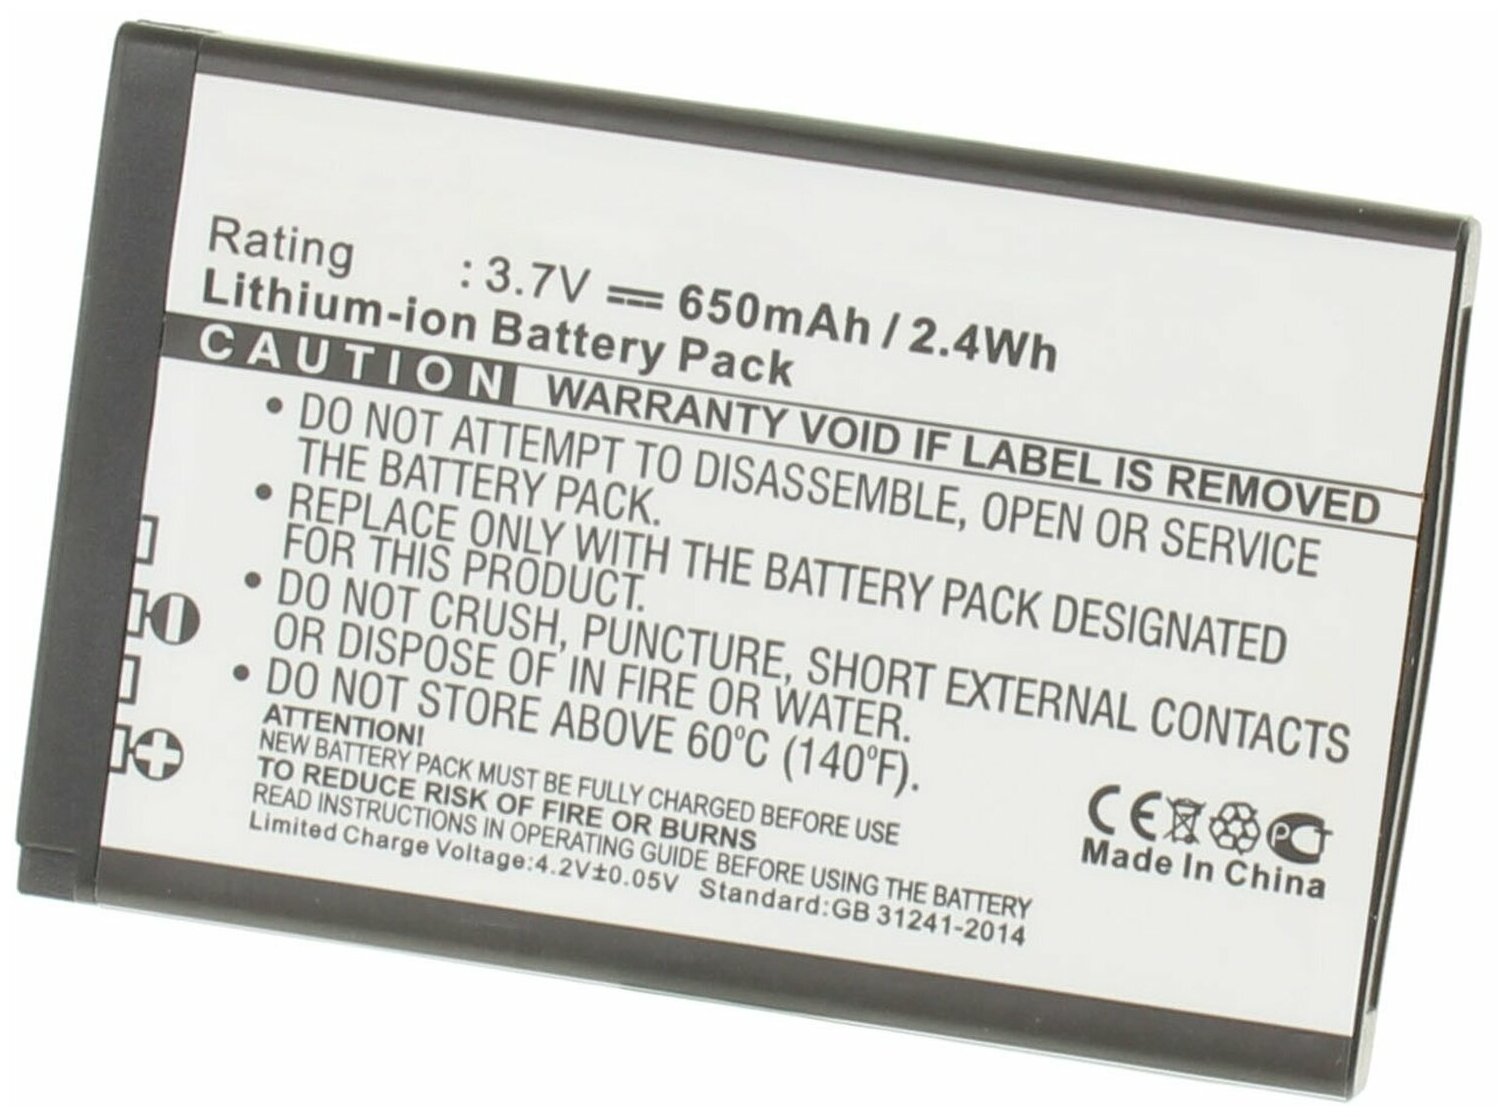 Rating : 3.7V 650mAh / 2.4Wh
Lithium-ion Battery Pack
CAUTION WARRANTY VOID IF LABEL IS REMOVED
• DO NOT ATTEMPT TO DISASSEMBLE, OPEN OR SERVICE
THE BATTERY PACK.
• REPLACE ONLY WITH THE BATTERY PACK DESIGNATED
FOR THIS PRODUCT.
• DO NOT CRUSH, PUNCTURE, SHORT EXTERNAL CONTACTS
OR DISPOSE OF IN FIRE OR WATER.
• DO NOT STORE ABOVE 60°C (140°F).
ATTENTION!
NEW BATTERY PACK MUST BE FULLY CHARGED BEFORE USE
TO REDUCE RISK OF FIRE OR BURNS
READ INSTRUCTIONS IN OPERATING GUIDE BEFORE USING THE BATTERY
Limited Charge Voltage:4.2V±0.05V Standard:GB 31241-2014
CE PCT
Made In China